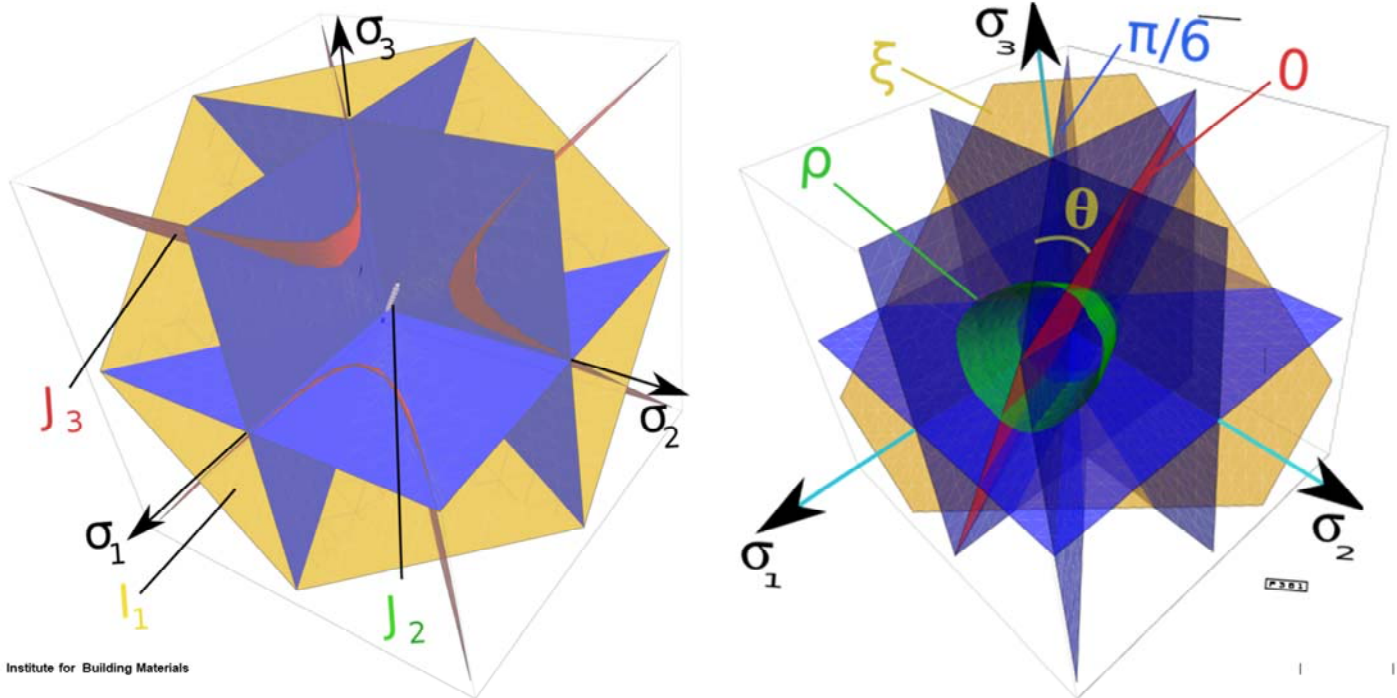 σ3
J3
σ2
σ1
I1
J2
Institute for Building Materials
σ3
π/6
0
ξ
ρ
θ
σ1
σ2